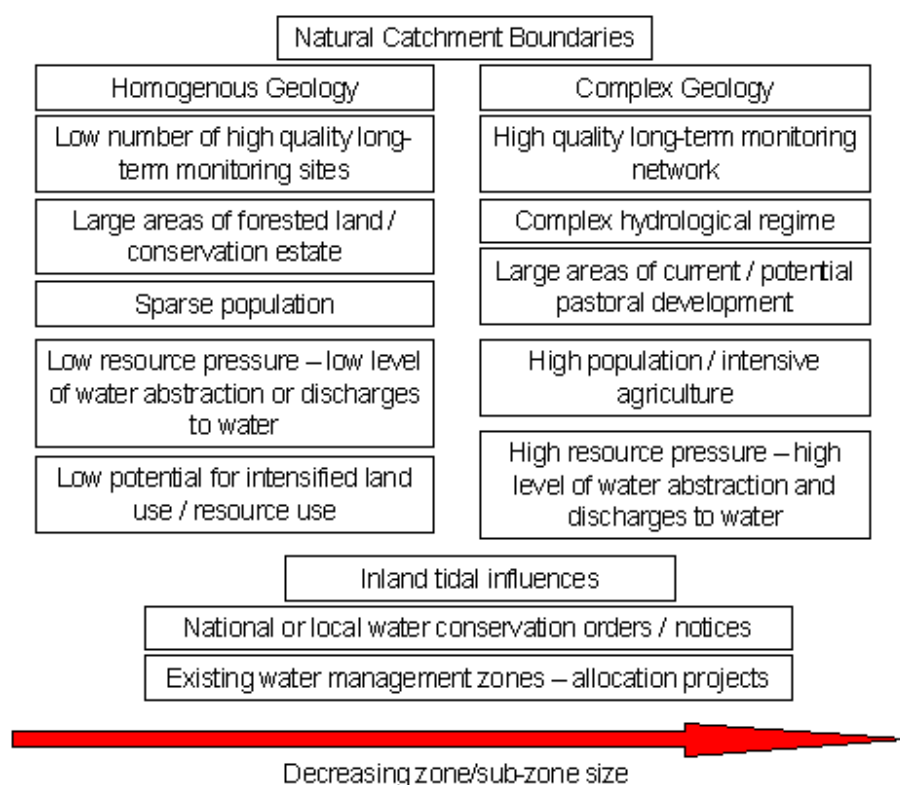 Natural Catchment Boundaries
Homogenous Geology
Low number of high quality long-
term monitoring sites
Large areas of forested land /
conservation estate
Sparse population
Low resource pressure – low level
of water abstraction or discharges
to water
Low potential for intensified land
use / resource use
Complex Geology
High quality long-term monitoring
network
Complex hydrological regime
Large areas of current / potential
pastoral development
High population / intensive
agriculture
High resource pressure – high
level of water abstraction and
discharges to water
Inland tidal influences
National or local water conservation orders / notices
Existing water management zones – allocation projects
Decreasing zone/sub-zone size